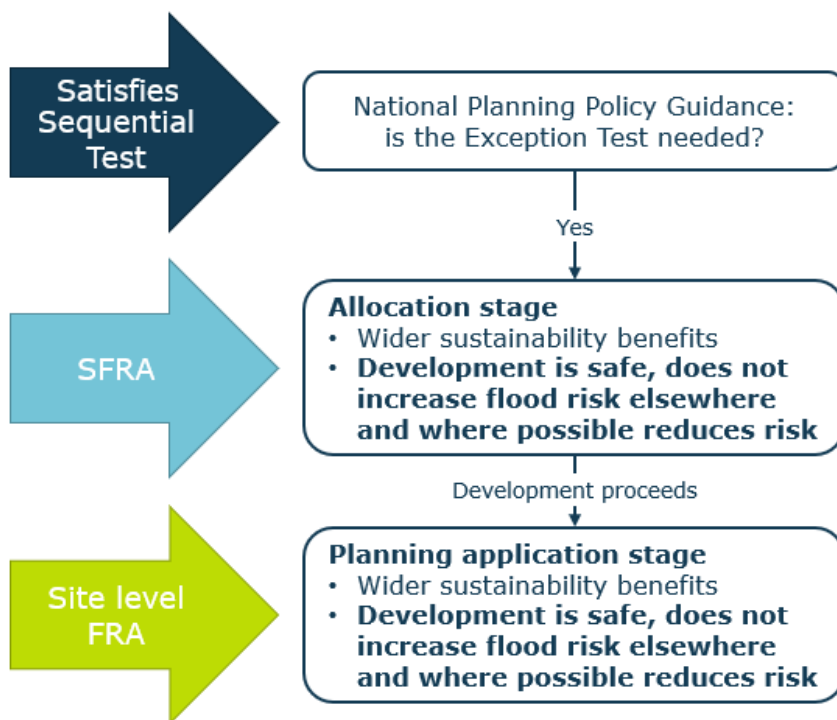 Satisfies
Sequential
Test
National Planning Policy Guidance:
is the Exception Test needed?
Yes
SFRA
Allocation stage
• Wider sustainability benefits
• Development is safe, does not
increase flood risk elsewhere
and where possible reduces risk
Development proceeds
Site level
FRA
Planning application stage
• Wider sustainability benefits
• Development is safe, does not
increase flood risk elsewhere
and where possible reduces risk